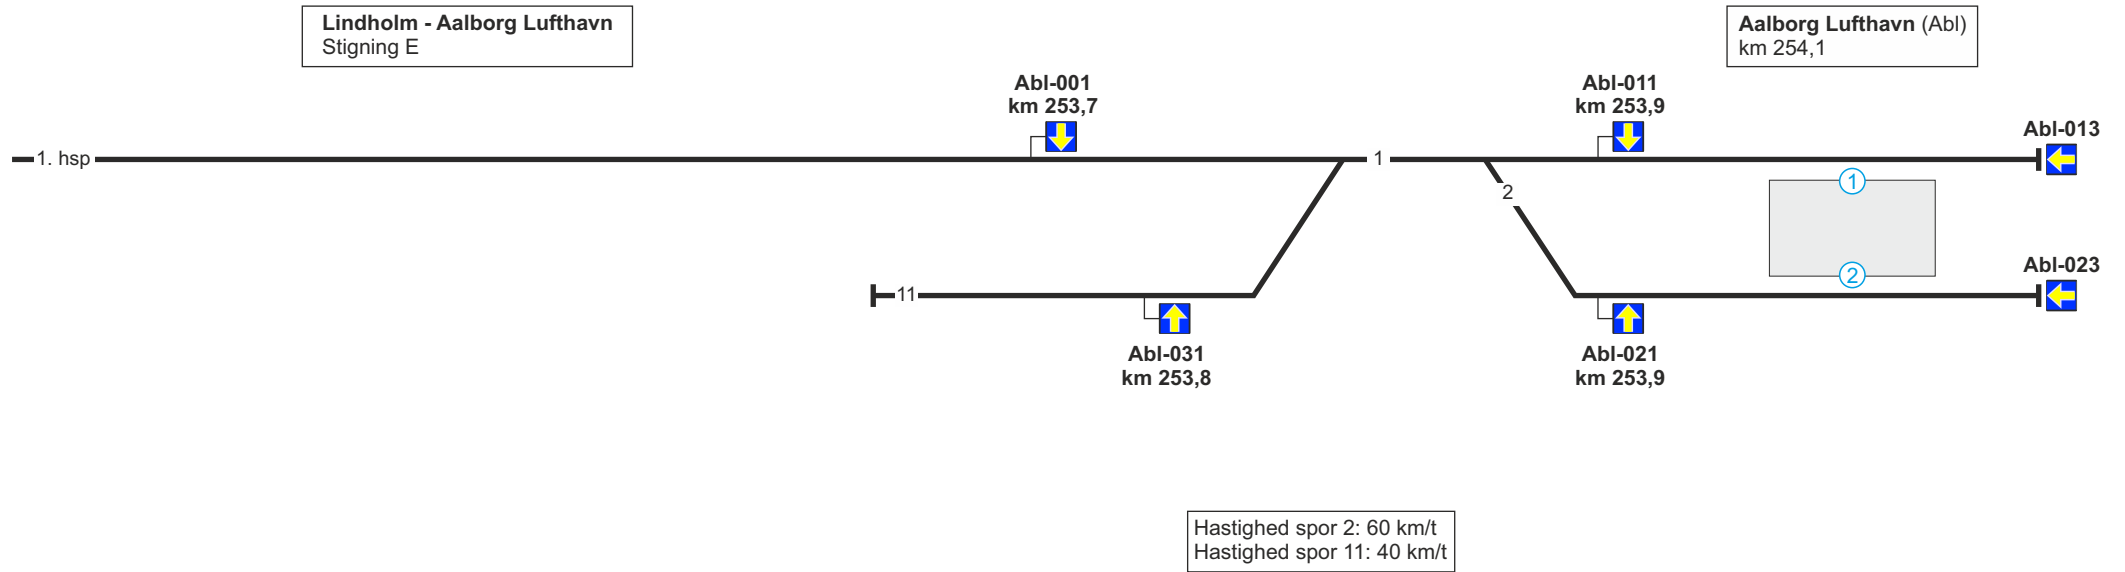 Lindholm - Aalborg Lufthavn
Stigning E
Aalborg Lufthavn (Abl)
km 254,1
Abl-001
km 253,7
Abl-011
km 253,9
Abl-013
1. hsp
1
1
2
2
Abl-023
11
Abl-031
km 253,8
Abl-021
km 253,9
Hastighed spor 2: 60 km/t
Hastighed spor 11: 40 km/t